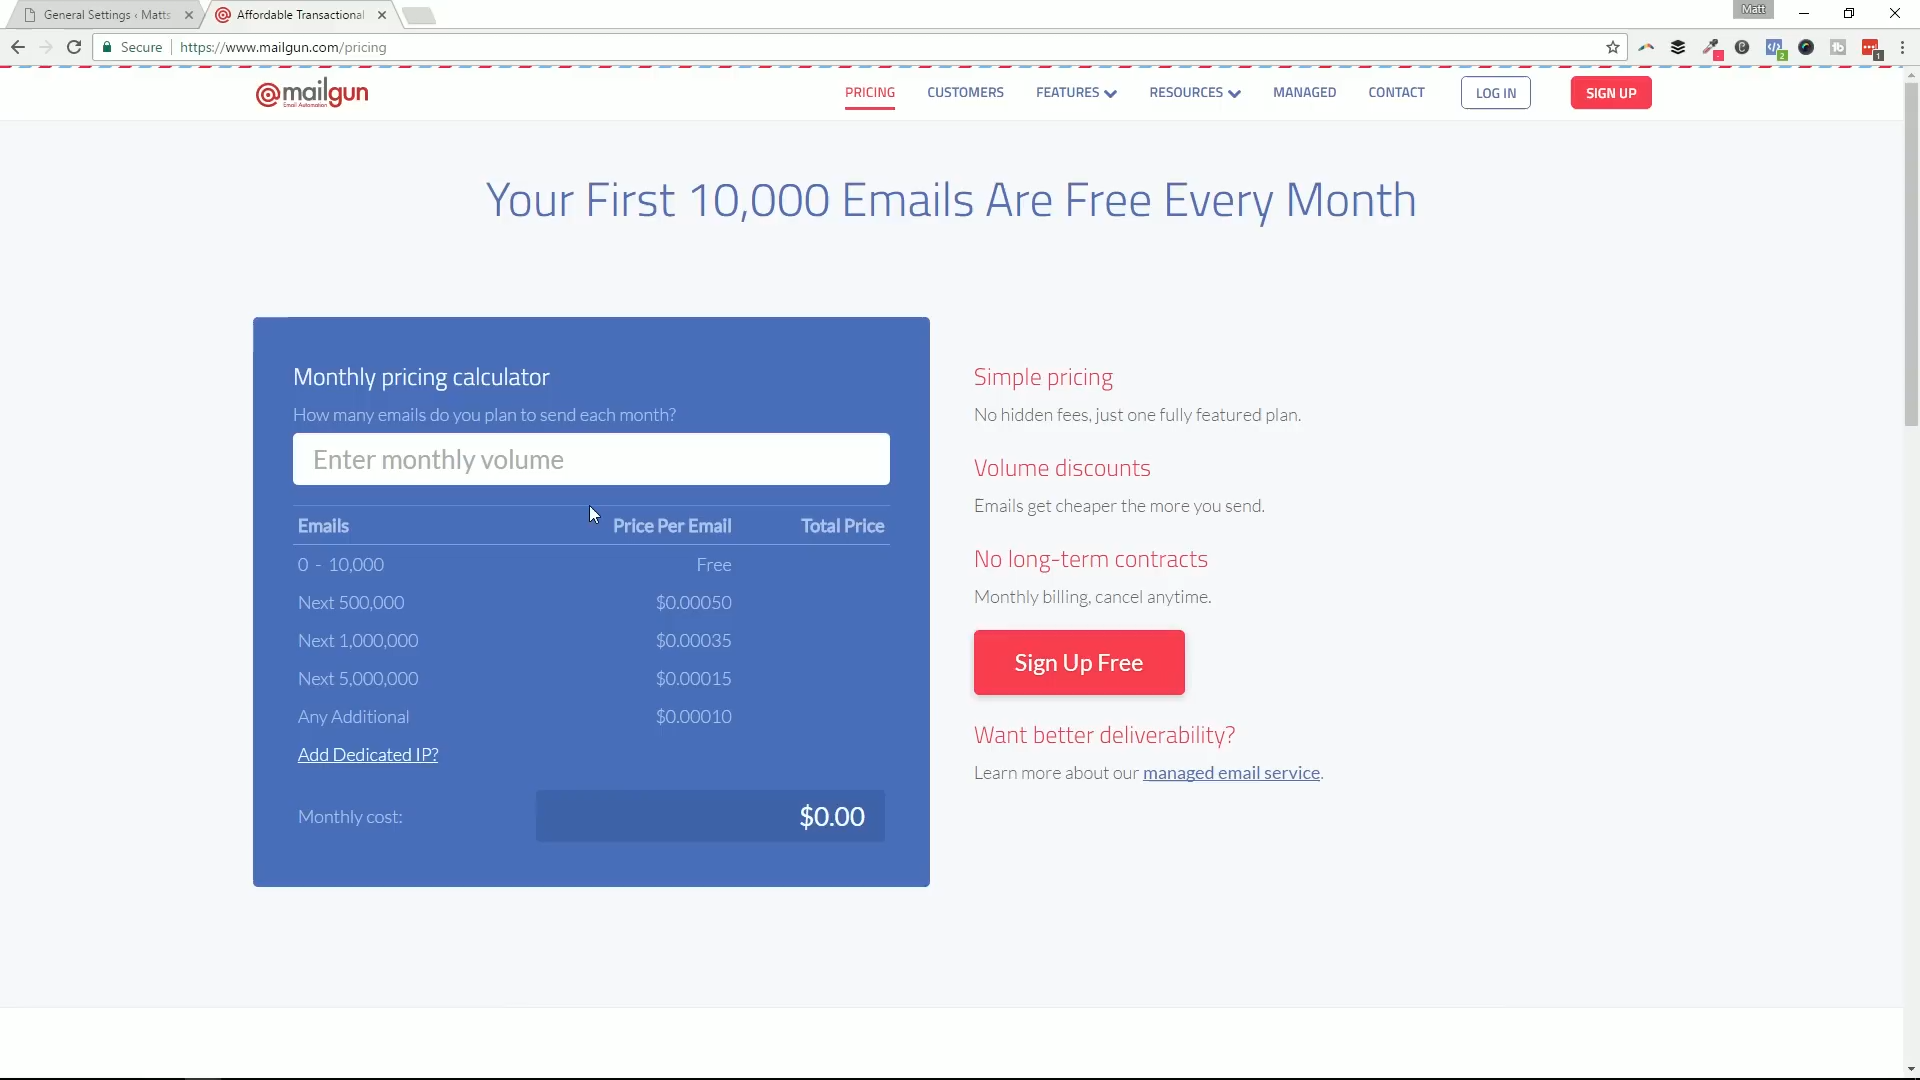 General Settings ‹ Matts
Affordable Transactional
Matt
Secure
https://www.mailgun.com/pricing
2
1
@mailgun
Email Automation
PRICING
CUSTOMERS
FEATURES
RESOURCES
MANAGED
CONTACT
LOG IN
SIGN UP
Your First 10,000 Emails Are Free Every Month
Monthly pricing calculator
How many emails do you plan to send each month?
Enter monthly volume
Emails Price Per Email Total Price
0 - 10,000 Free
Next 500,000 $0.00050
Next 1,000,000 $0.00035
Next 5,000,000 $0.00015
Any Additional $0.00010
Add Dedicated IP?
Monthly cost: $0.00
Simple pricing
No hidden fees, just one fully featured plan.
Volume discounts
Emails get cheaper the more you send.
No long-term contracts
Monthly billing, cancel anytime.
Sign Up Free
Want better deliverability?
Learn more about our managed email service.